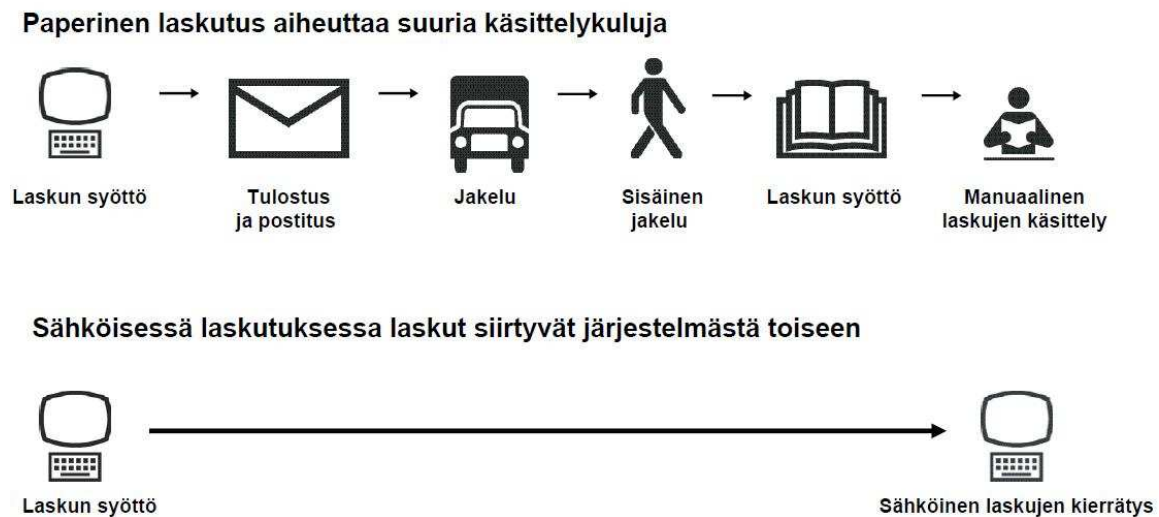 Paperinen laskutus aiheuttaa suuria käsittelykuluja
Laskun syöttö
Tulostus
ja postitus
Jakelu
Sisäinen
jakelu
Laskun syöttö
Manuaalinen
laskujen käsittely
Sähköisessä laskutuksessa laskut siirtyvät järjestelmästä toiseen
Laskun syöttö
Sähköinen laskujen kierrätys